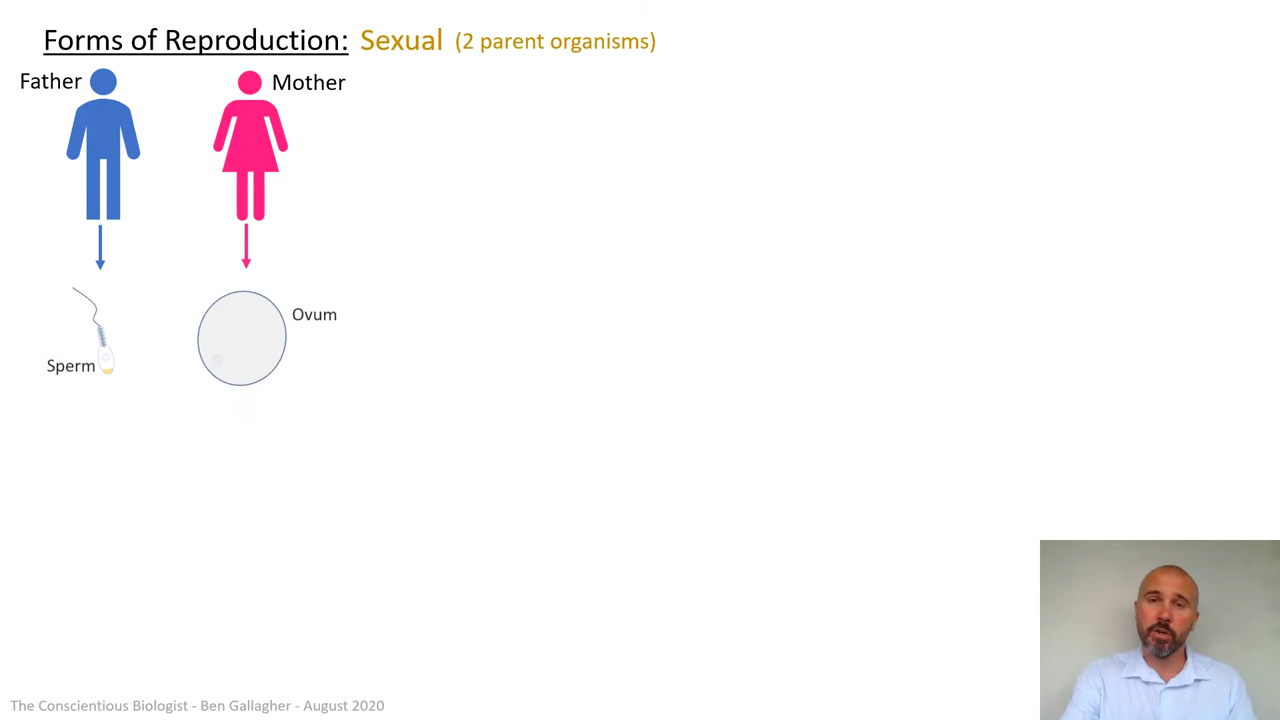 Forms of Reproduction: Sexual (2 parent organisms)
Father
Mother
Ovum
Sperm
The Conscientious Biologist - Ben Gallagher - August 2020